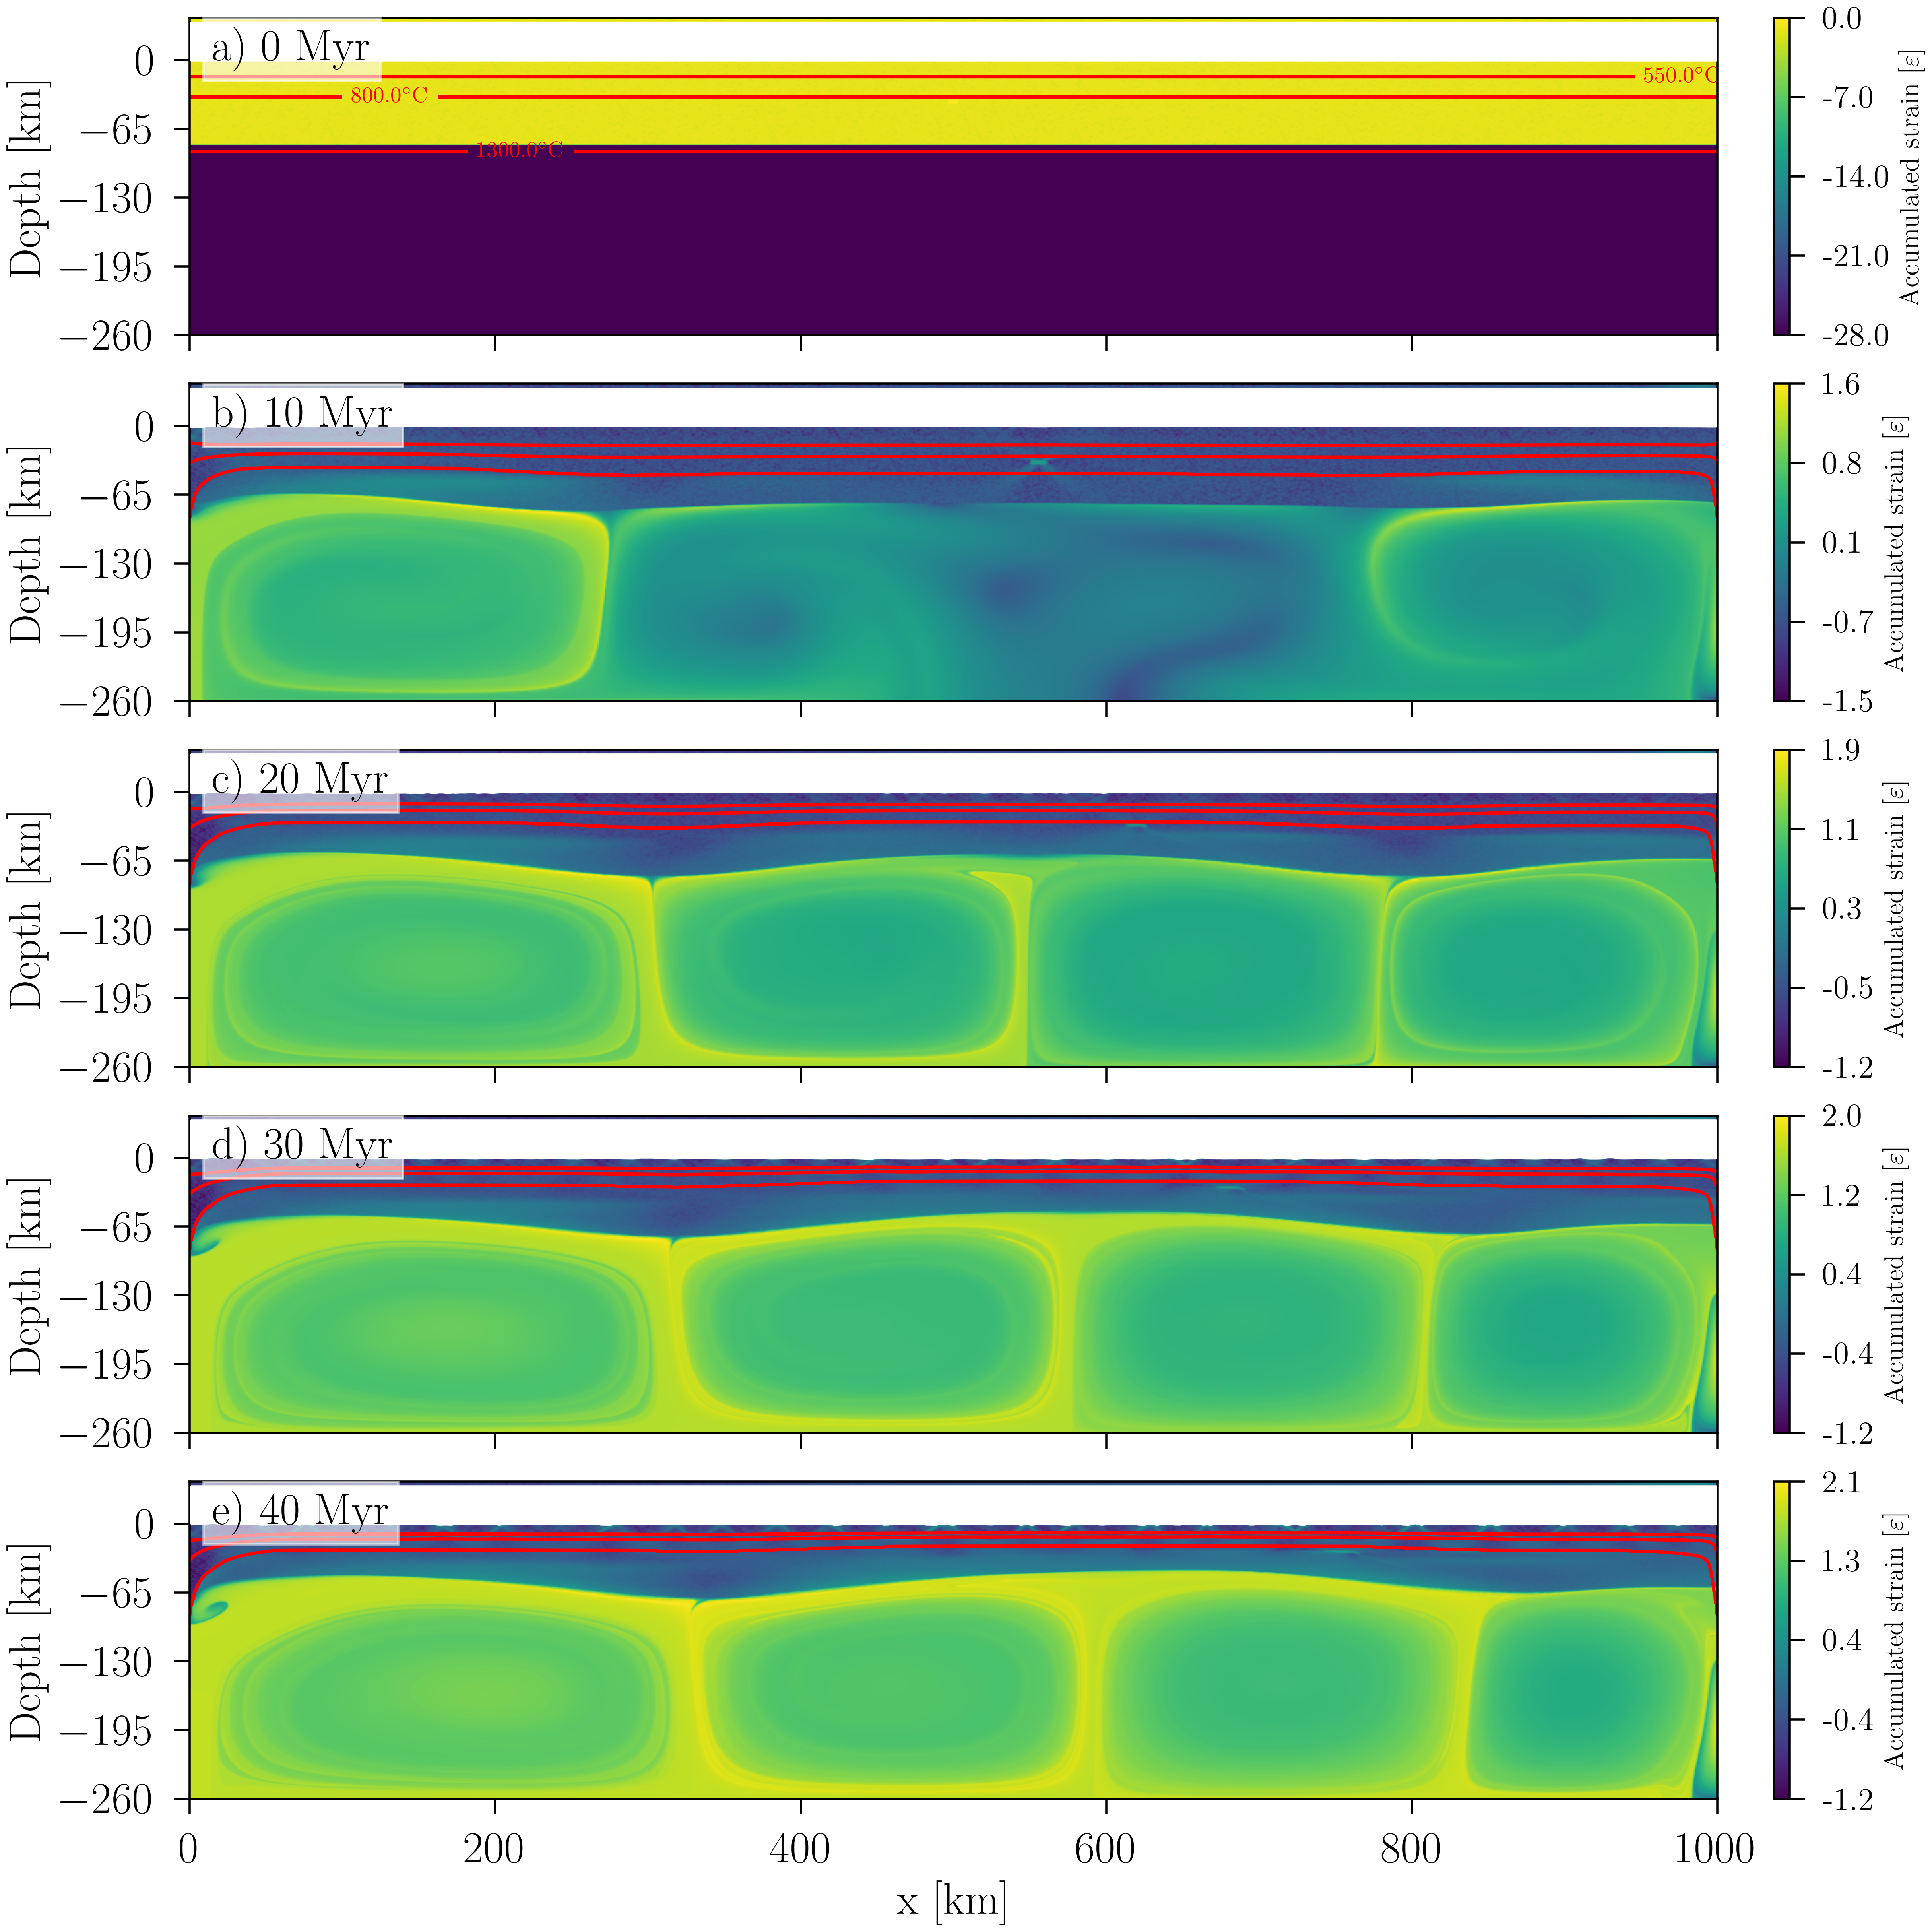 a) 0 Myr
Depth [km]
0
−65
−130
−195
−260
550.0°C
800.0°C
1300.0°C
0.0
-7.0
-14.0
-21.0
-28.0
Accumulated strain [ε]
b) 10 Myr
Depth [km]
0
−65
−130
−195
−260
1.6
0.8
0.1
-0.7
-1.5
Accumulated strain [ε]
c) 20 Myr
Depth [km]
0
−65
−130
−195
−260
1.9
1.1
0.3
-0.5
-1.2
Accumulated strain [ε]
d) 30 Myr
Depth [km]
0
−65
−130
−195
−260
2.0
1.2
0.4
-0.4
-1.2
Accumulated strain [ε]
e) 40 Myr
Depth [km]
0
−65
−130
−195
−260
2.1
1.3
0.4
-0.4
-1.2
Accumulated strain [ε]
0 200 400 600 800 1000
x [km]